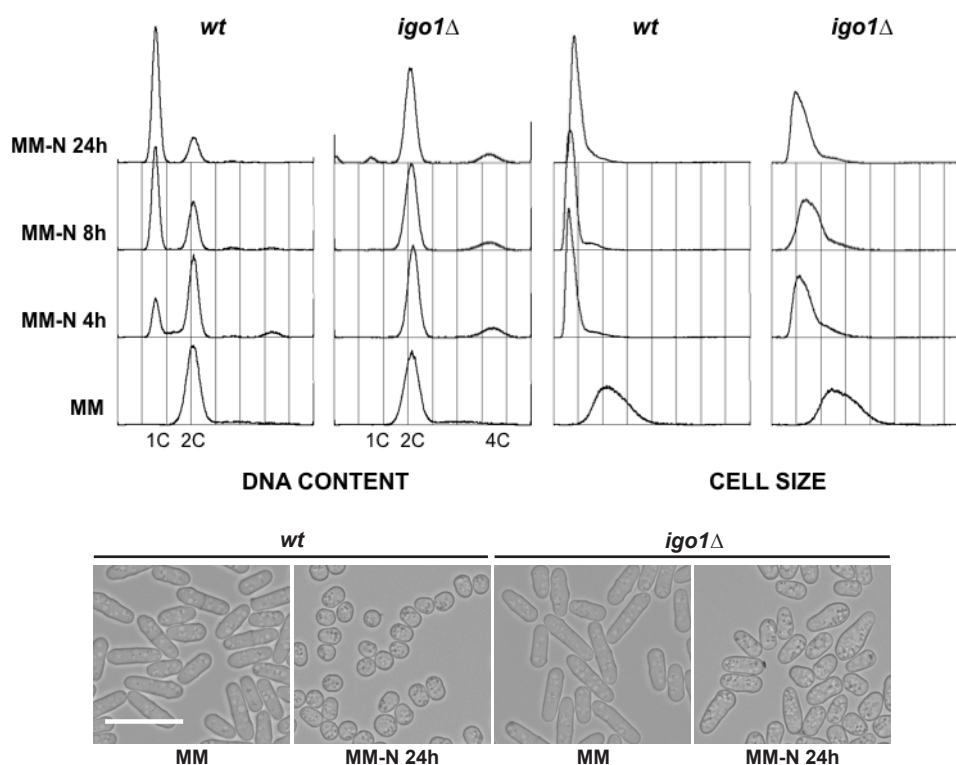 wt igo1Δ wt igo1Δ
MM-N 24h
MM-N 8h
MM-N 4h
MM
1C 2C 1C 2C 4C
DNA CONTENT CELL SIZE
wt igo1Δ
MM MM-N 24h MM MM-N 24h